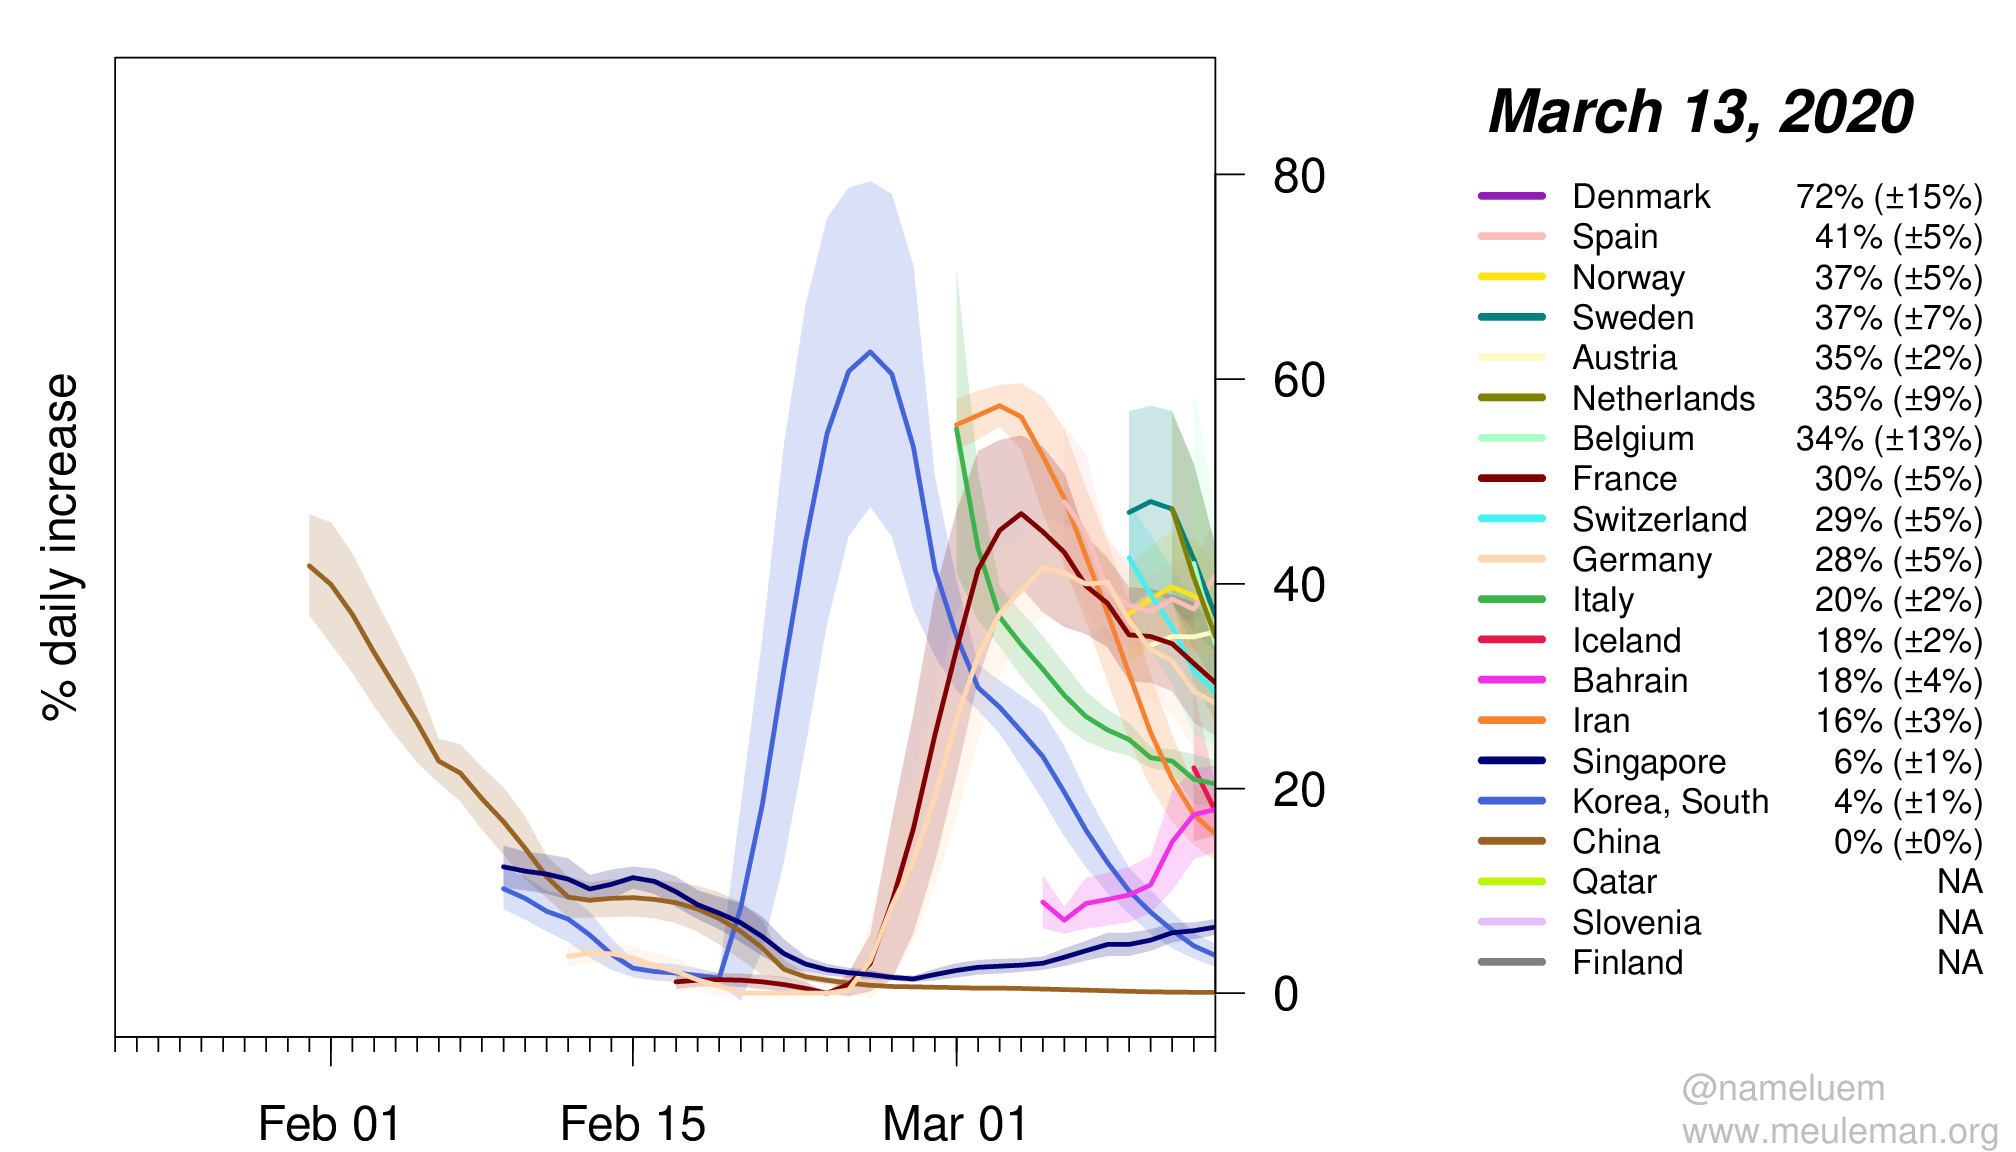 % daily increase
80
60
40
20
0
Feb 01 Feb 15 Mar 01
March 13, 2020
Denmark 72% (±15%)
Spain 41% (±5%)
Norway 37% (±5%)
Sweden 37% (±7%)
Austria 35% (±2%)
Netherlands 35% (±9%)
Belgium 34% (±13%)
France 30% (±5%)
Switzerland 29% (±5%)
Germany 28% (±5%)
Italy 20% (±2%)
Iceland 18% (±2%)
Bahrain 18% (±4%)
Iran 16% (±3%)
Singapore 6% (±1%)
Korea, South 4% (±1%)
China 0% (±0%)
Qatar NA
Slovenia NA
Finland NA
@nameluem
www.meuleman.org